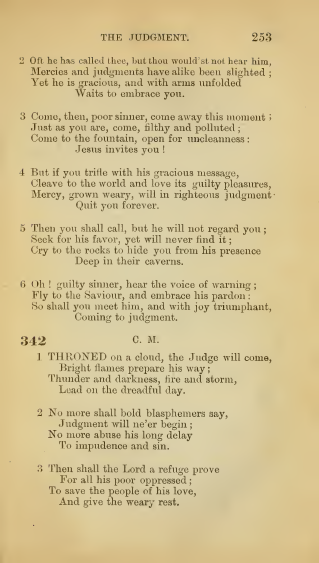 THE JUDGMENT. 253
2 Oft he has called thee, but thou would'st not hear him,
Mercies and judgments have alike been slighted ;
Yet he is gracious, and with arms unfolded
Waits to embrace you.
3 Come, then, poor sinner, come away this moment ;
Just as you are, come, filthy and polluted ;
Come to the fountain, open for uncleanness :
Jesus invites you !
4 But if you trifle with his gracious message,
Cleave to the world and love its guilty pleasures,
Mercy, grown weary, will in righteous judgment
Quit you forever.
5 Then you shall call, but he will not regard you ;
Seek for his favor, yet will never find it ;
Cry to the rocks to hide you from his presence
Deep in their caverns.
6 Oh ! guilty sinner, hear the voice of warning ;
Fly to the Saviour, and embrace his pardon :
So shall you meet him, and with joy triumphant,
Coming to judgment.
342 C. M.
1 THRONED on a cloud, the Judge will come,
Bright flames prepare his way ;
Thunder and darkness, fire and storm,
Lead on the dreadful day.
2 No more shall bold blasphemers say,
Judgment will ne'er begin ;
No more abuse his long delay
To impudence and sin.
3 Then shall the Lord a refuge prove
For all his poor oppressed ;
To save the people of his love,
And give the weary rest.